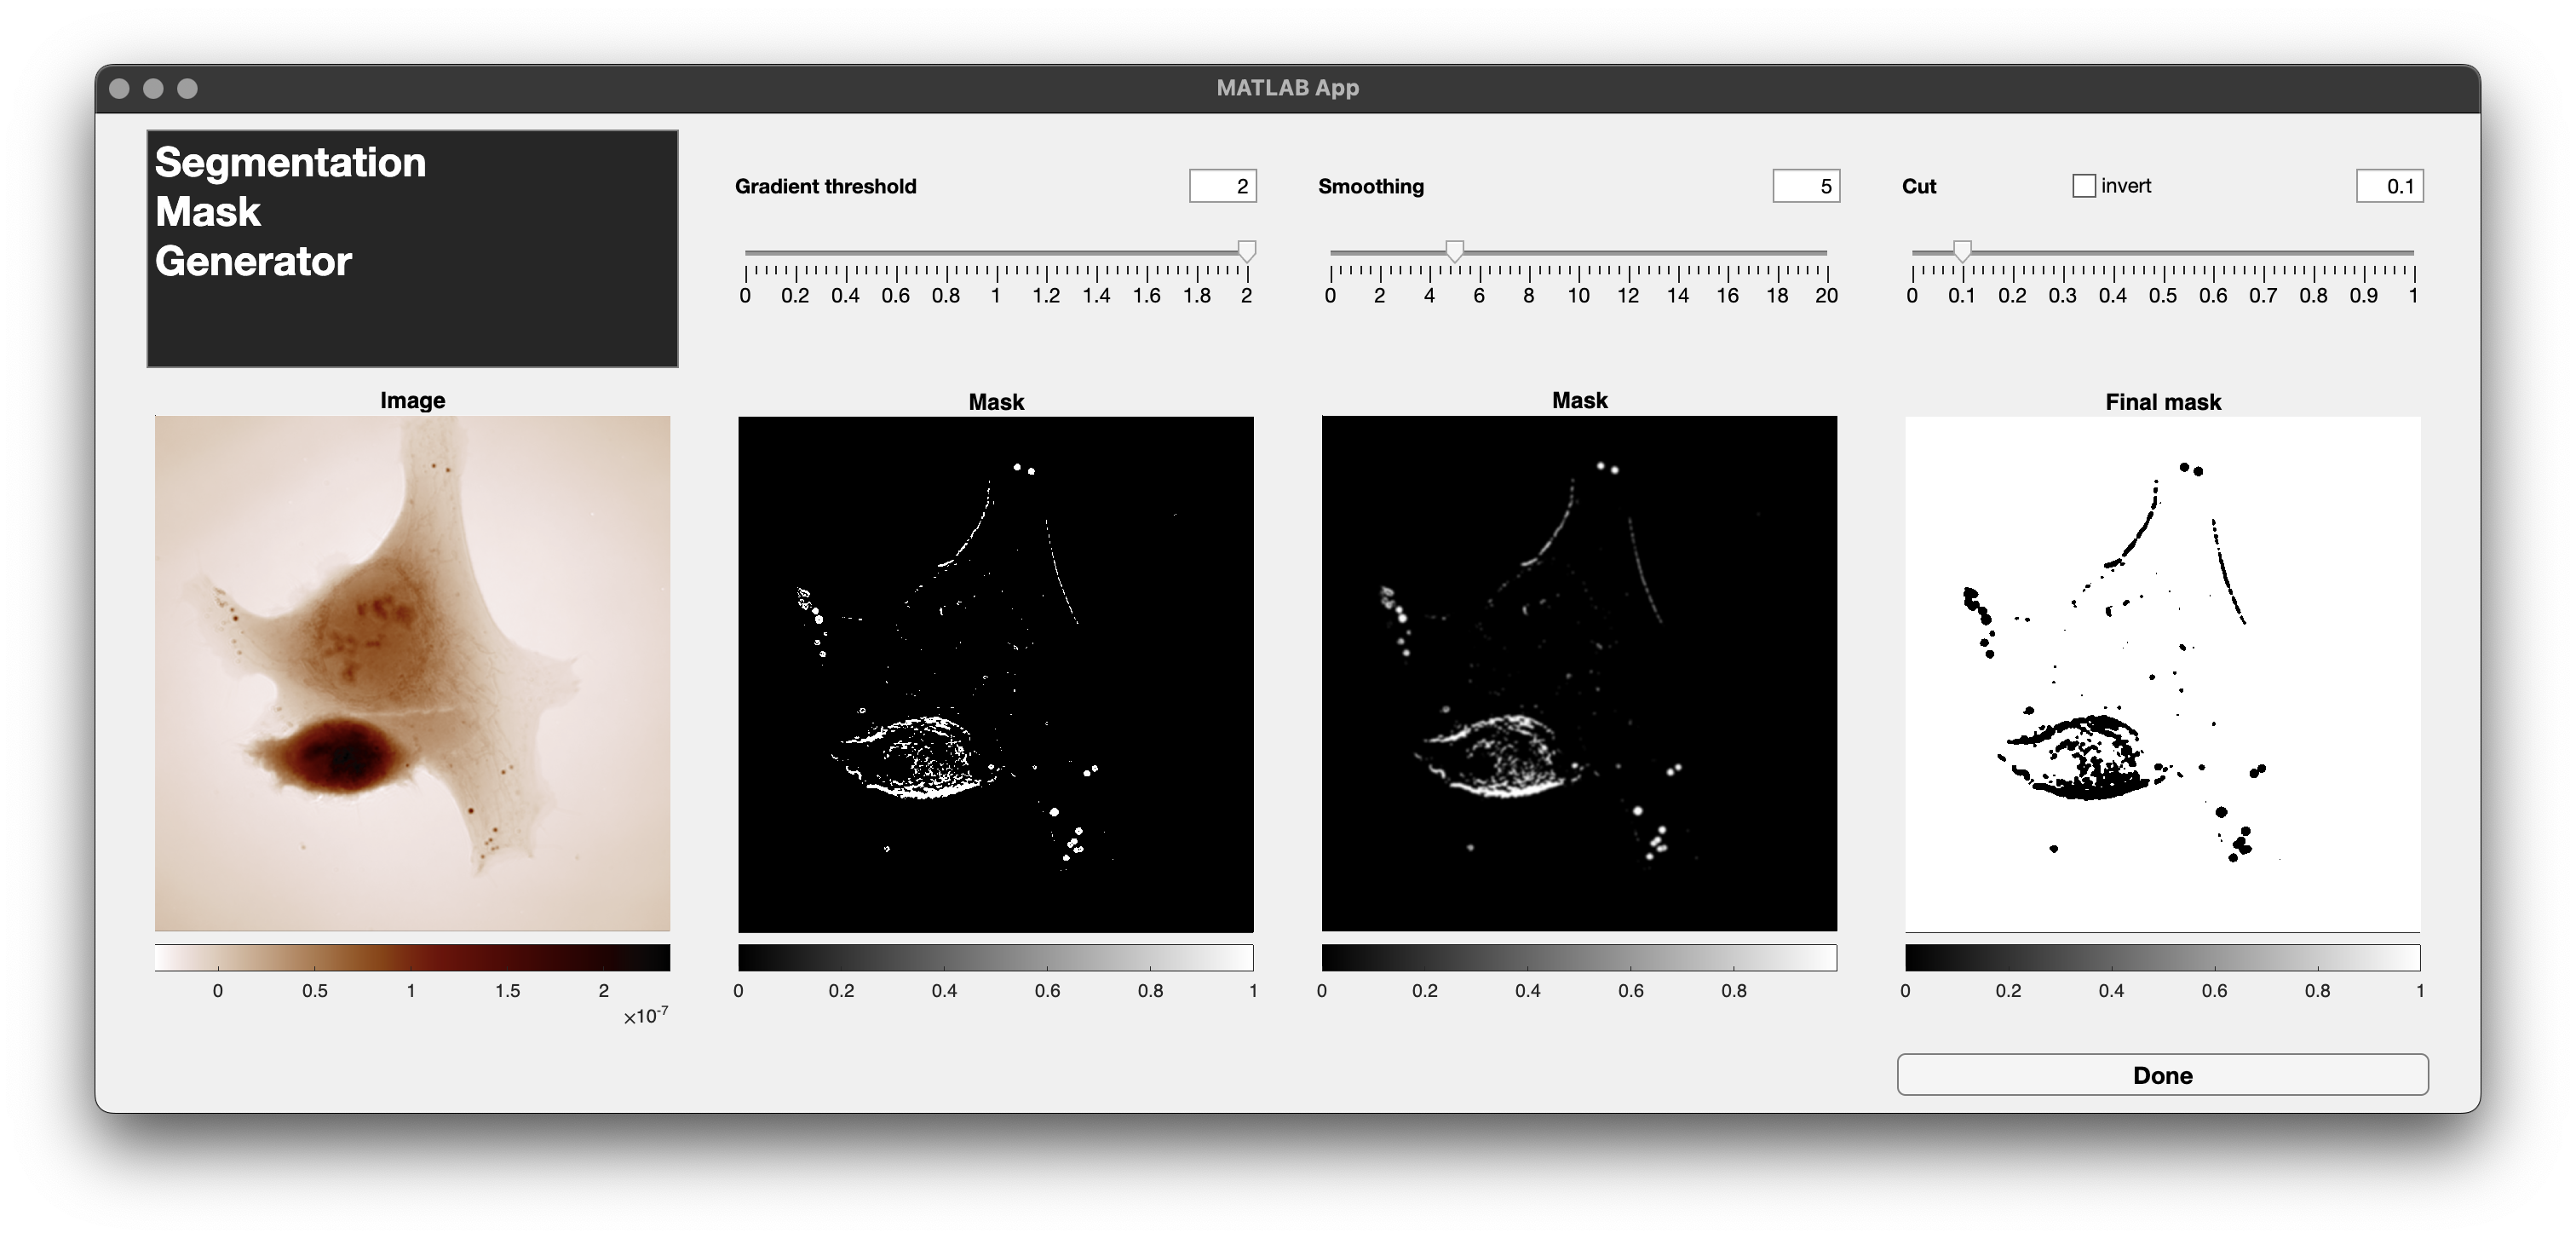 MATLAB App
Segmentation
Mask
Generator
Gradient threshold 2
0 0.2 0.4 0.6 0.8 1 1.2 1.4 1.6 1.8 2
Smoothing 5
0 2 4 6 8 10 12 14 16 18 20
Cut invert 0.1
0 0.1 0.2 0.3 0.4 0.5 0.6 0.7 0.8 0.9 1
Image
0 0.5 1 1.5 2
×10-7
Mask
0 0.2 0.4 0.6 0.8 1
Mask
0 0.2 0.4 0.6 0.8
Final mask
0 0.2 0.4 0.6 0.8 1
Done